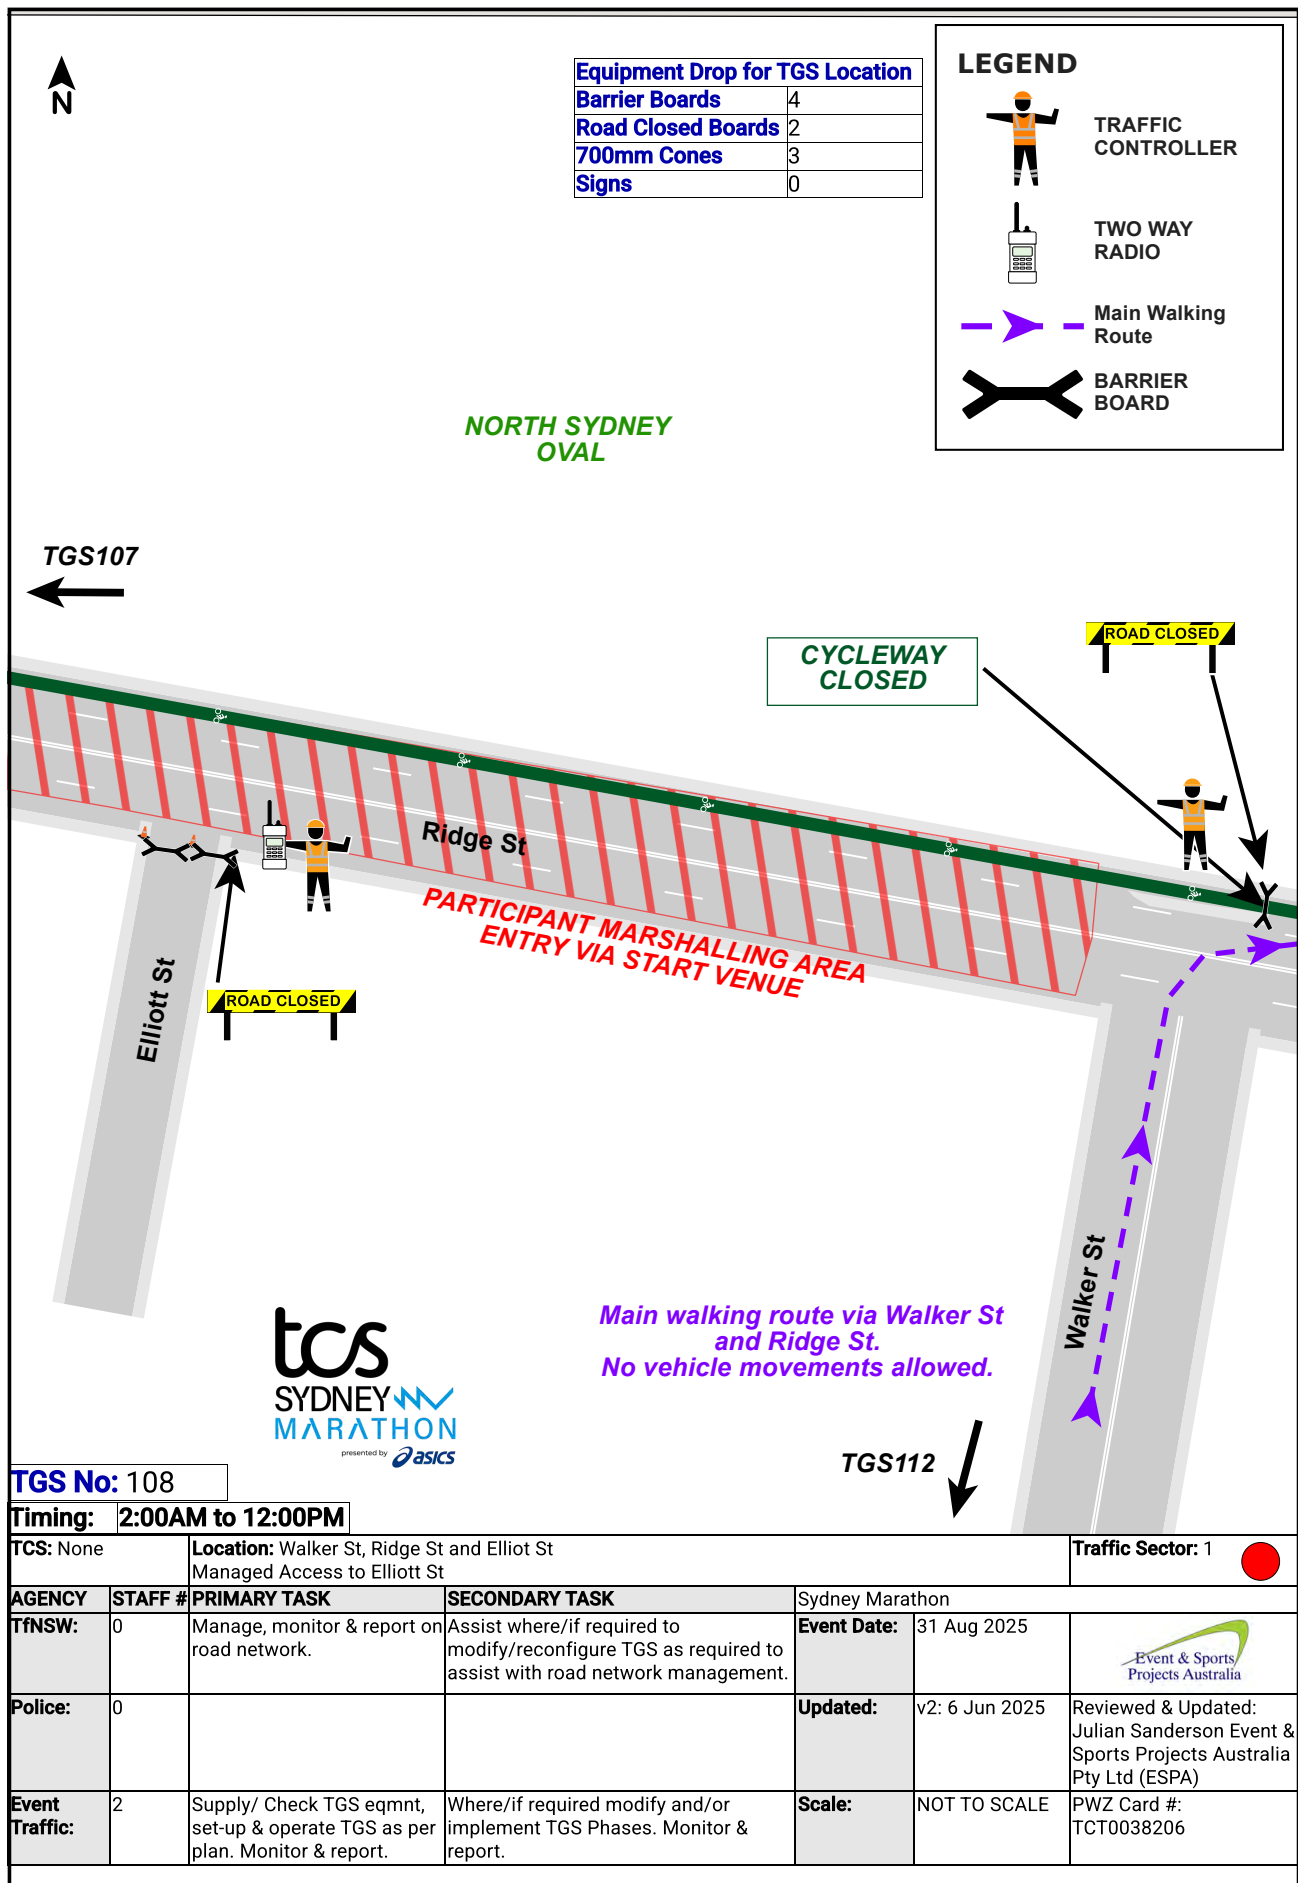 N
Equipment Drop for TGS Location
Barrier Boards 4
Road Closed Boards 2
700mm Cones 3
Signs 0
LEGEND
TRAFFIC
CONTROLLER
TWO WAY
RADIO
Main Walking
Route
BARRIER
BOARD
NORTH SYDNEY
OVAL
TGS107
ROAD CLOSED
CYCLEWAY
CLOSED
Ridge St
PARTICIPANT MARSHALLING AREA
ENTRY VIA START VENUE
Elliott St
ROAD CLOSED
Walker St
Main walking route via Walker St
and Ridge St.
No vehicle movements allowed.
tcs
SYDNEY
MARATHON
presented by asics
TGS112
TGS No: 108
Timing: 2:00AM to 12:00PM
TCS: None
Location: Walker St, Ridge St and Elliot St
Managed Access to Elliott St
Traffic Sector: 1
AGENCY STAFF # PRIMARY TASK SECONDARY TASK Sydney Marathon
TfNSW: 0
Manage, monitor & report on
road network.
Assist where/if required to
modify/reconfigure TGS as required to
assist with road network management.
Event Date: 31 Aug 2025
Event & Sports
Projects Australia
Police: 0
Updated: v2: 6 Jun 2025
Reviewed & Updated:
Julian Sanderson Event &
Sports Projects Australia
Pty Ltd (ESPA)
Event
Traffic:
2
Supply/ Check TGS eqmnt,
set-up & operate TGS as per
plan. Monitor & report.
Where/if required modify and/or
implement TGS Phases. Monitor &
report.
Scale: NOT TO SCALE
PWZ Card #:
TCT0038206